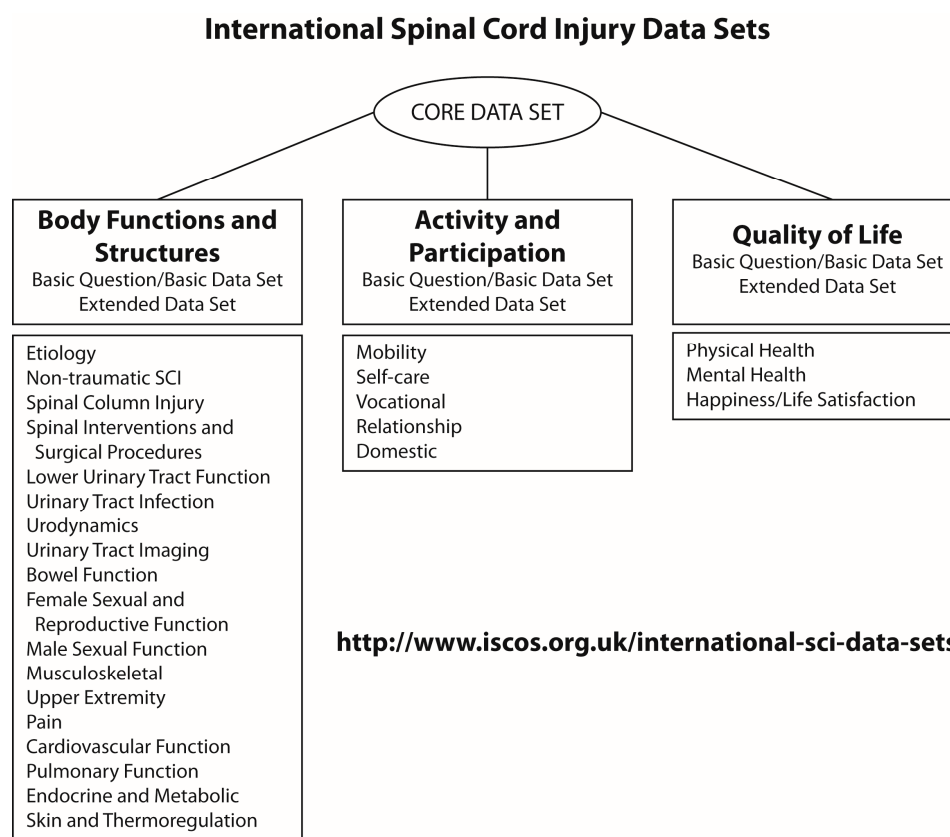 International Spinal Cord Injury Data Sets
CORE DATA SET
Body Functions and
Structures
Basic Question/Basic Data Set
Extended Data Set
Etiology
Non-traumatic SCI
Spinal Column Injury
Spinal Interventions and
Surgical Procedures
Lower Urinary Tract Function
Urinary Tract Infection
Urodynamics
Urinary Tract Imaging
Bowel Function
Female Sexual and
Reproductive Function
Male Sexual Function
Musculoskeletal
Upper Extremity
Pain
Cardiovascular Function
Pulmonary Function
Endocrine and Metabolic
Skin and Thermoregulation
Activity and
Participation
Basic Question/Basic Data Set
Extended Data Set
Mobility
Self-care
Vocational
Relationship
Domestic
Quality of Life
Basic Question/Basic Data Set
Extended Data Set
Physical Health
Mental Health
Happiness/Life Satisfaction
http://www.iscos.org.uk/international-sci-data-sets